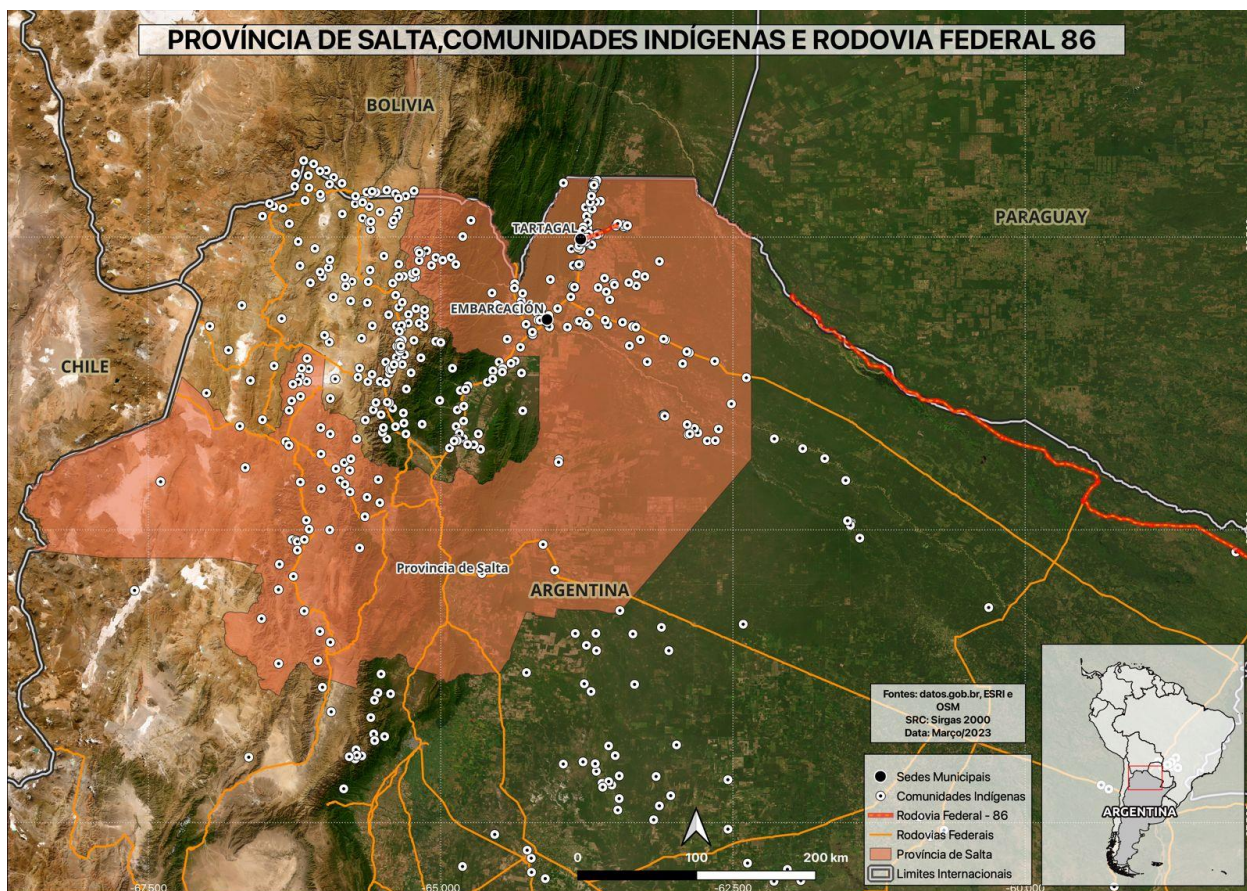 PROVÍNCIA DE SALTA,COMUNIDADES INDÍGENAS E RODOVIA FEDERAL 86
BOLIVIA
PARAGUAY
TARTAGAL
EMBARCACIÓN
CHILE
Provincia de Salta
ARGENTINA
Fontes: datos.gob.br, ESRI e
OSM
SRC: Sirgas 2000
Data: Março/2023
Sedes Municipais
Comunidades Indígenas
Rodovia Federal - 86
Rodovias Federais
Província de Salta
Limites Internacionais
ARGENTINA
0 100 200 km
-67.500 -65.000 -62.500 -60.000